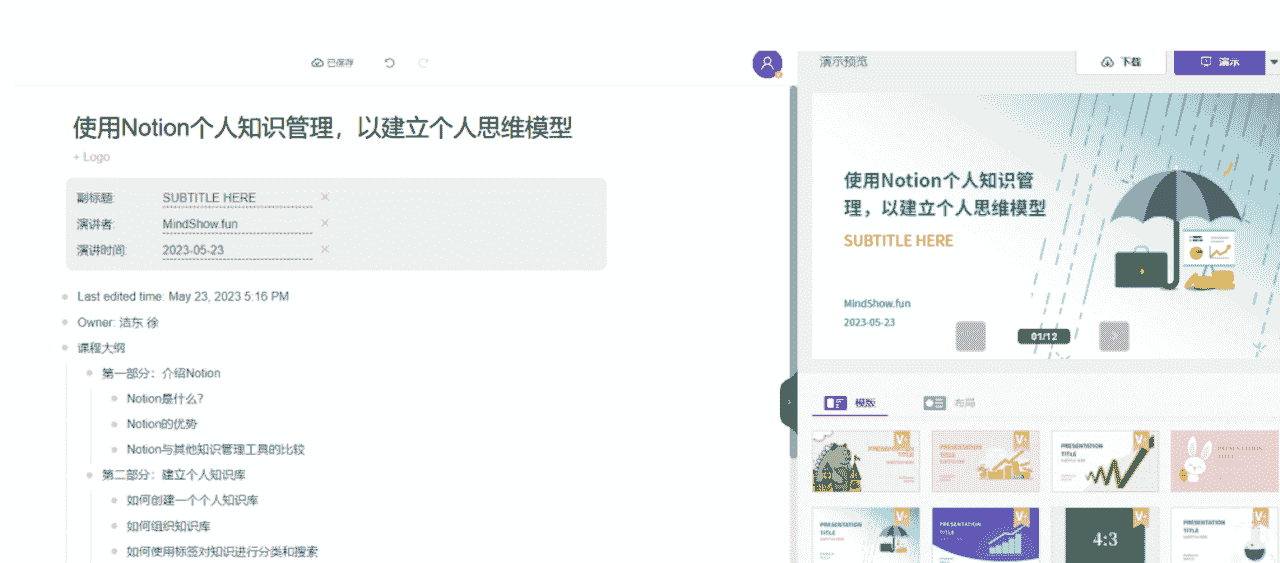 已保存
使用Notion个人知识管理，以建立个人思维模型
+ Logo
副标题: SUBTITLE HERE ×
演讲者: MindShow.fun ×
演讲时间: 2023-05-23 ×
Last edited time: May 23, 2023 5:16 PM
Owner: 洁东 徐
课程大纲
第一部分：介绍Notion
Notion是什么？
Notion的优势
Notion与其他知识管理工具的比较
第二部分：建立个人知识库
如何创建一个个人知识库
如何组织知识库
如何使用标签对知识进行分类和搜索
演示预览
下载
演示
使用Notion个人知识管
理，以建立个人思维模型
SUBTITLE HERE
MindShow.fun
2023-05-23
01/12
模版
布局
PRESENTATION
TITLE
PRESENTATION
TITLE
PRESENTATION
TITLE
PRESENTATION
TITLE
PRESENTATION
TITLE
PRESENTATION
TITLE
4:3
PRESENTATION
TITLE